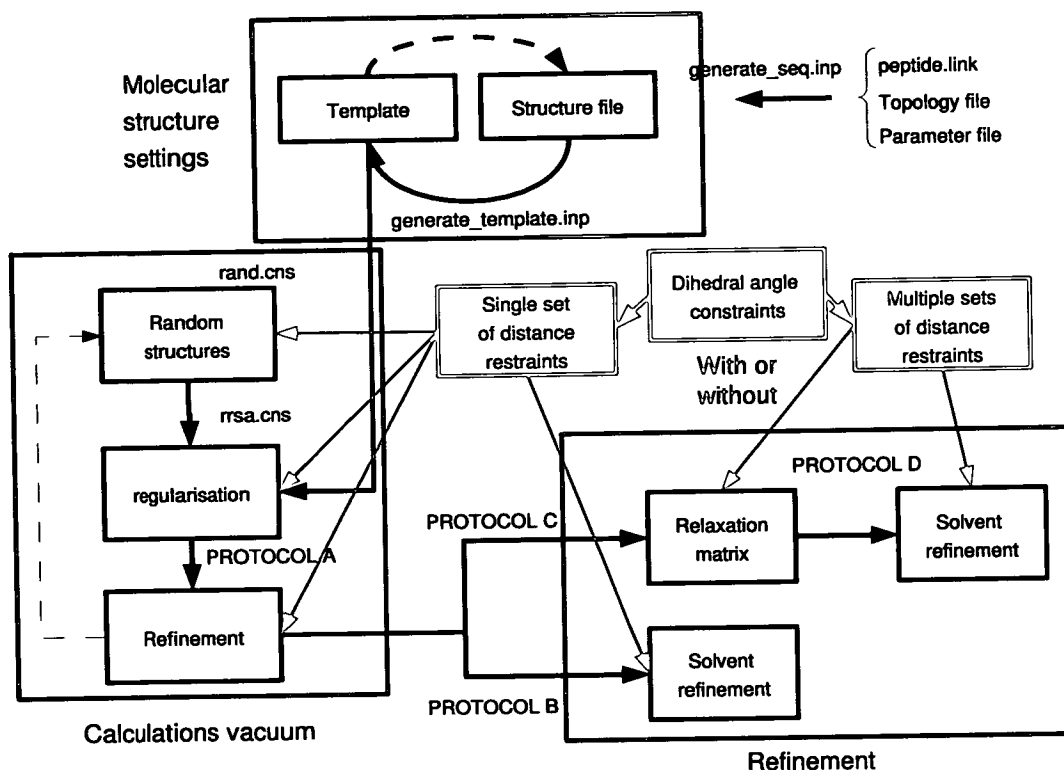 Molecular
structure
settings
Template
Structure file
generate_template.inp
generate_seq.inp
peptide.link
Topology file
Parameter file
rand.cns
Random
structures
rrsa.cns
regularisation
PROTOCOL A
Refinement
Calculations vacuum
Single set
of distance
restraints
Dihedral angle
constraints
With or
without
Multiple sets
of distance
restraints
PROTOCOL D
PROTOCOL C
Relaxation
matrix
Solvent
refinement
Solvent
refinement
PROTOCOL B
Refinement